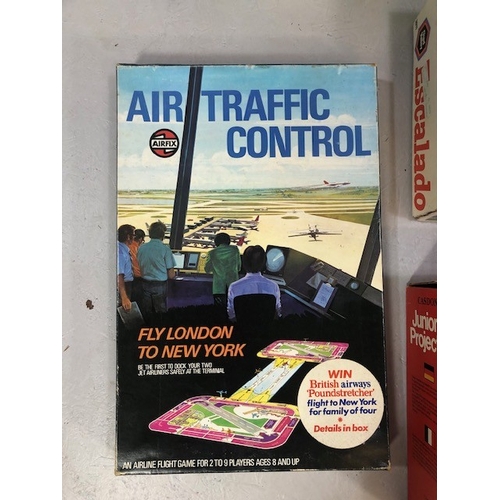 AIR TRAFFIC
CONTROL
AIRFIX
FLY LONDON
TO NEW YORK
BE THE FIRST TO DOCK YOUR TWO
JET AIRLINERS SAFELY AT THE TERMINAL
WIN
British airways
'Poundstretcher'
flight to New York
for family of four
Details in box
AN AIRLINE FLIGHT GAME FOR 2 TO 9 PLAYERS AGES 8 AND UP
Escalado
Junior
Project